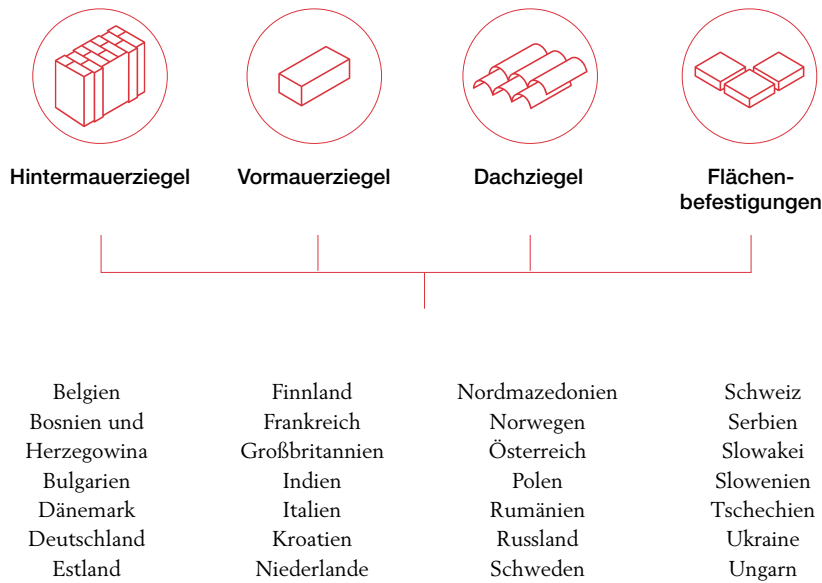 Hintermauerziegel
Vormauerziegel
Dachziegel
Flächen-
befestigungen
Belgien
Bosnien und
Herzegowina
Bulgarien
Dänemark
Deutschland
Estland
Finnland
Frankreich
Großbritannien
Indien
Italien
Kroatien
Niederlande
Nordmazedonien
Norwegen
Österreich
Polen
Rumänien
Russland
Schweden
Schweiz
Serbien
Slowakei
Slowenien
Tschechien
Ukraine
Ungarn